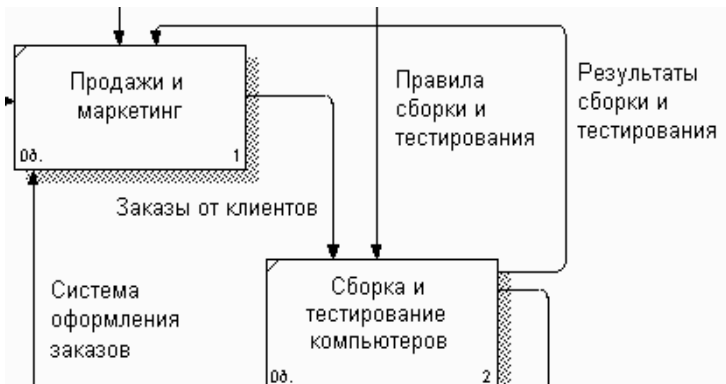 Продажи и
маркетинг
0д.
1
Правила
сборки и
тестирования
Результаты
сборки и
тестирования
Заказы от клиентов
Система
оформления
заказов
Сборка и
тестирование
компьютеров
0д.
2